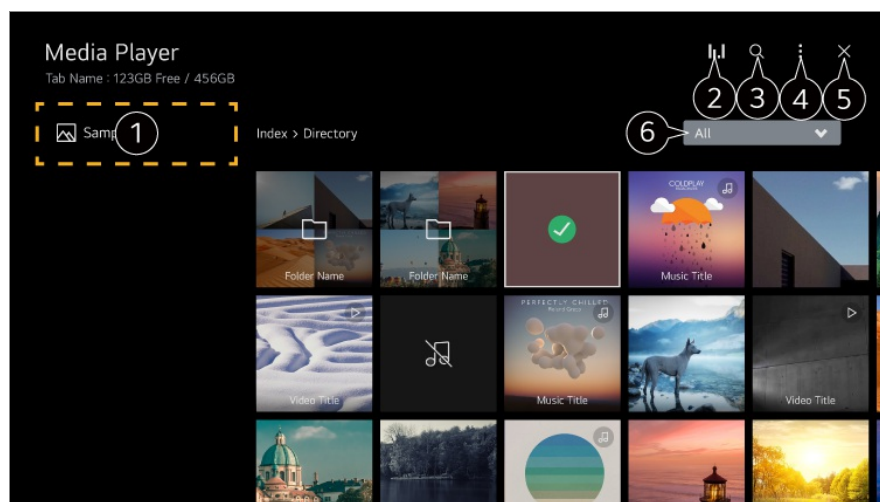 Media Player
Tab Name : 123GB Free / 456GB
2
3
4
5
1
Index > Directory
6
All
Folder Name
Folder Name
COLDPLAY
Music Title
Video Title
PERFECTLY CHILLED
Music Title
Video Title